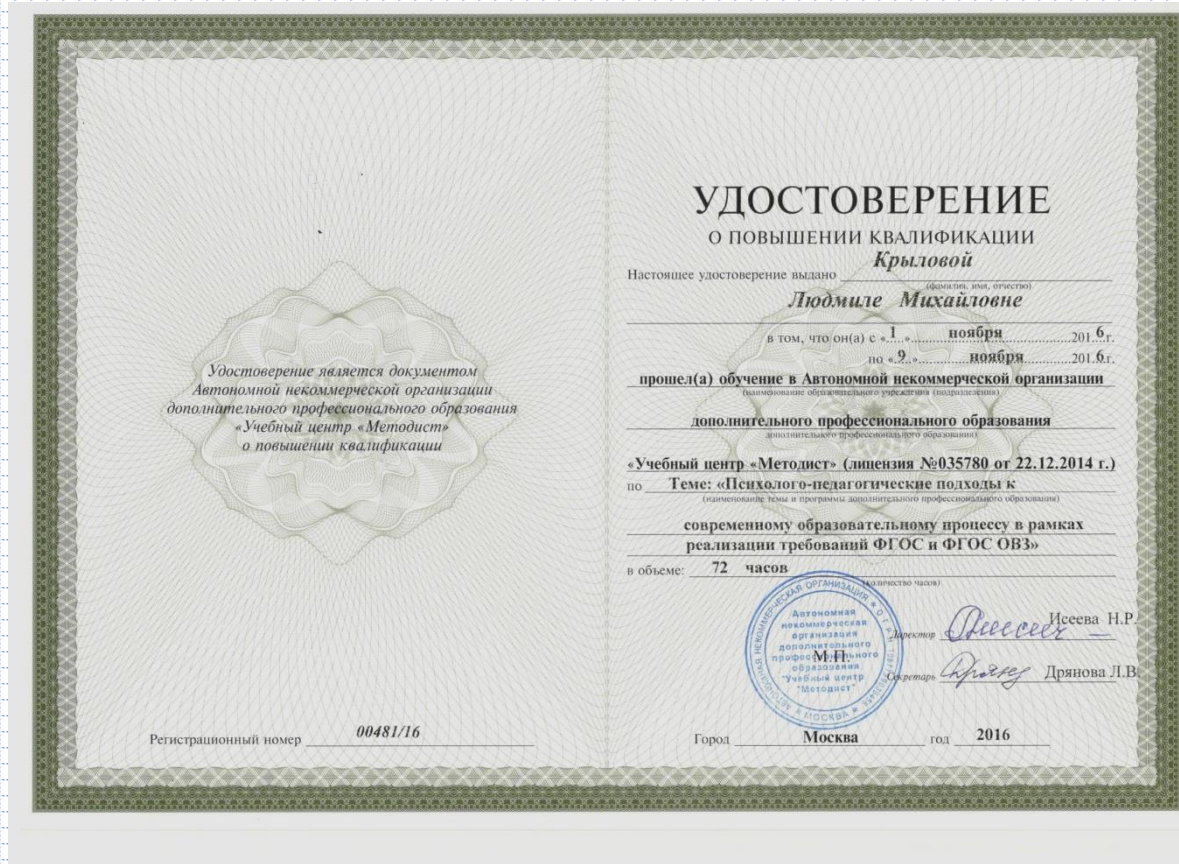 Удостоверение является документом
Автономной некоммерческой организации
дополнительного профессионального образования
«Учебный центр «Методист»
о повышении квалификации
Регистрационный номер 00481/16
УДОСТОВЕРЕНИЕ
О ПОВЫШЕНИИ КВАЛИФИКАЦИИ
Крыловой
Настоящее удостоверение выдано
(фамилия, имя, отчество)
Людмиле Михайловне
в том, что он(а) с «1» ноября 2016г.
по «9» ноября 2016г.
прошел(а) обучение в Автономной некоммерческой организации
(наименование образовательного учреждения (подразделения)
дополнительного профессионального образования
дополнительного профессионального образования)
«Учебный центр «Методист» (лицензия №035780 от 22.12.2014 г.)
по Теме: «Психолого-педагогические подходы к
(наименование темы и программы дополнительного профессионального образования)
современному образовательному процессу в рамках
реализации требований ФГОС и ФГОС ОВЗ»
в объеме: 72 часов
(количество часов)
Автономная
некоммерческая
организация
дополнительного
профессионального
образования
"Учебный центр
"Методист"
МОСКВА
М.П.
Директор Исеева Н.Р.
Секретарь Дрянова Л.В
Город Москва год 2016